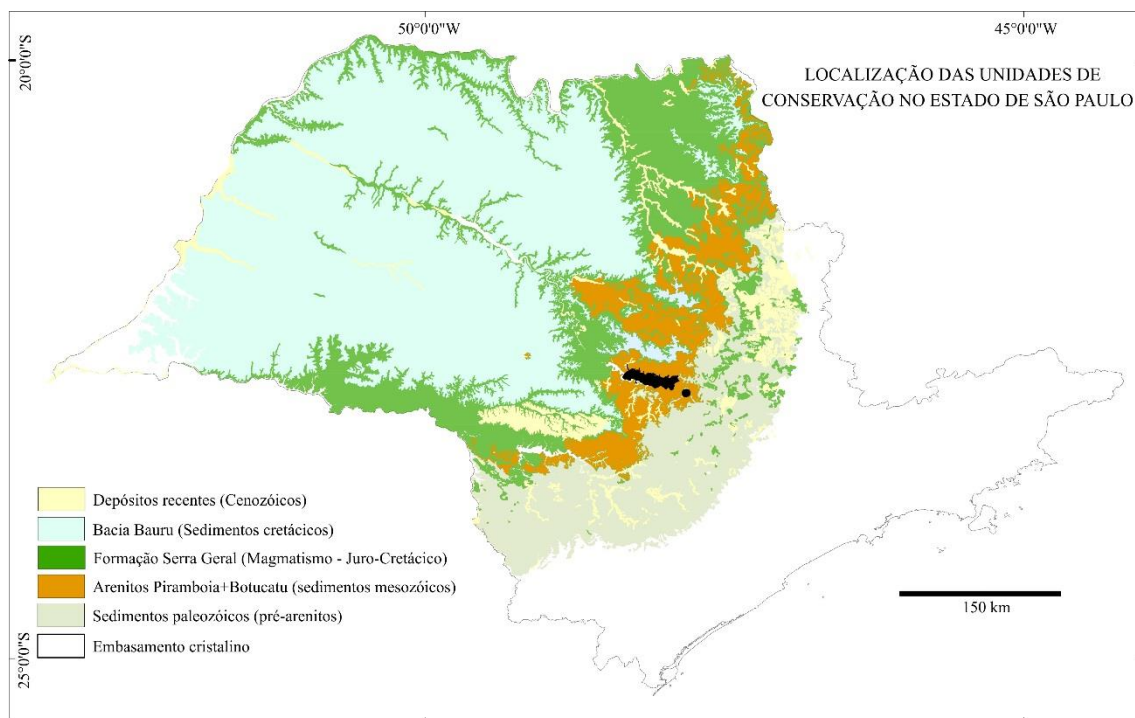 50°0'0"W
45°0'0"W
20°0'0"S
LOCALIZAÇÃO DAS UNIDADES DE
CONSERVAÇÃO NO ESTADO DE SÃO PAULO
Depósitos recentes (Cenozóicos)
Bacia Bauru (Sedimentos cretácicos)
Formação Serra Geral (Magmatismo - Juro-Cretácico)
Arenitos Piramboia+Botucatu (sedimentos mesozóicos)
Sedimentos paleozóicos (pré-arenitos)
Embasamento cristalino
150 km
25°0'0"S